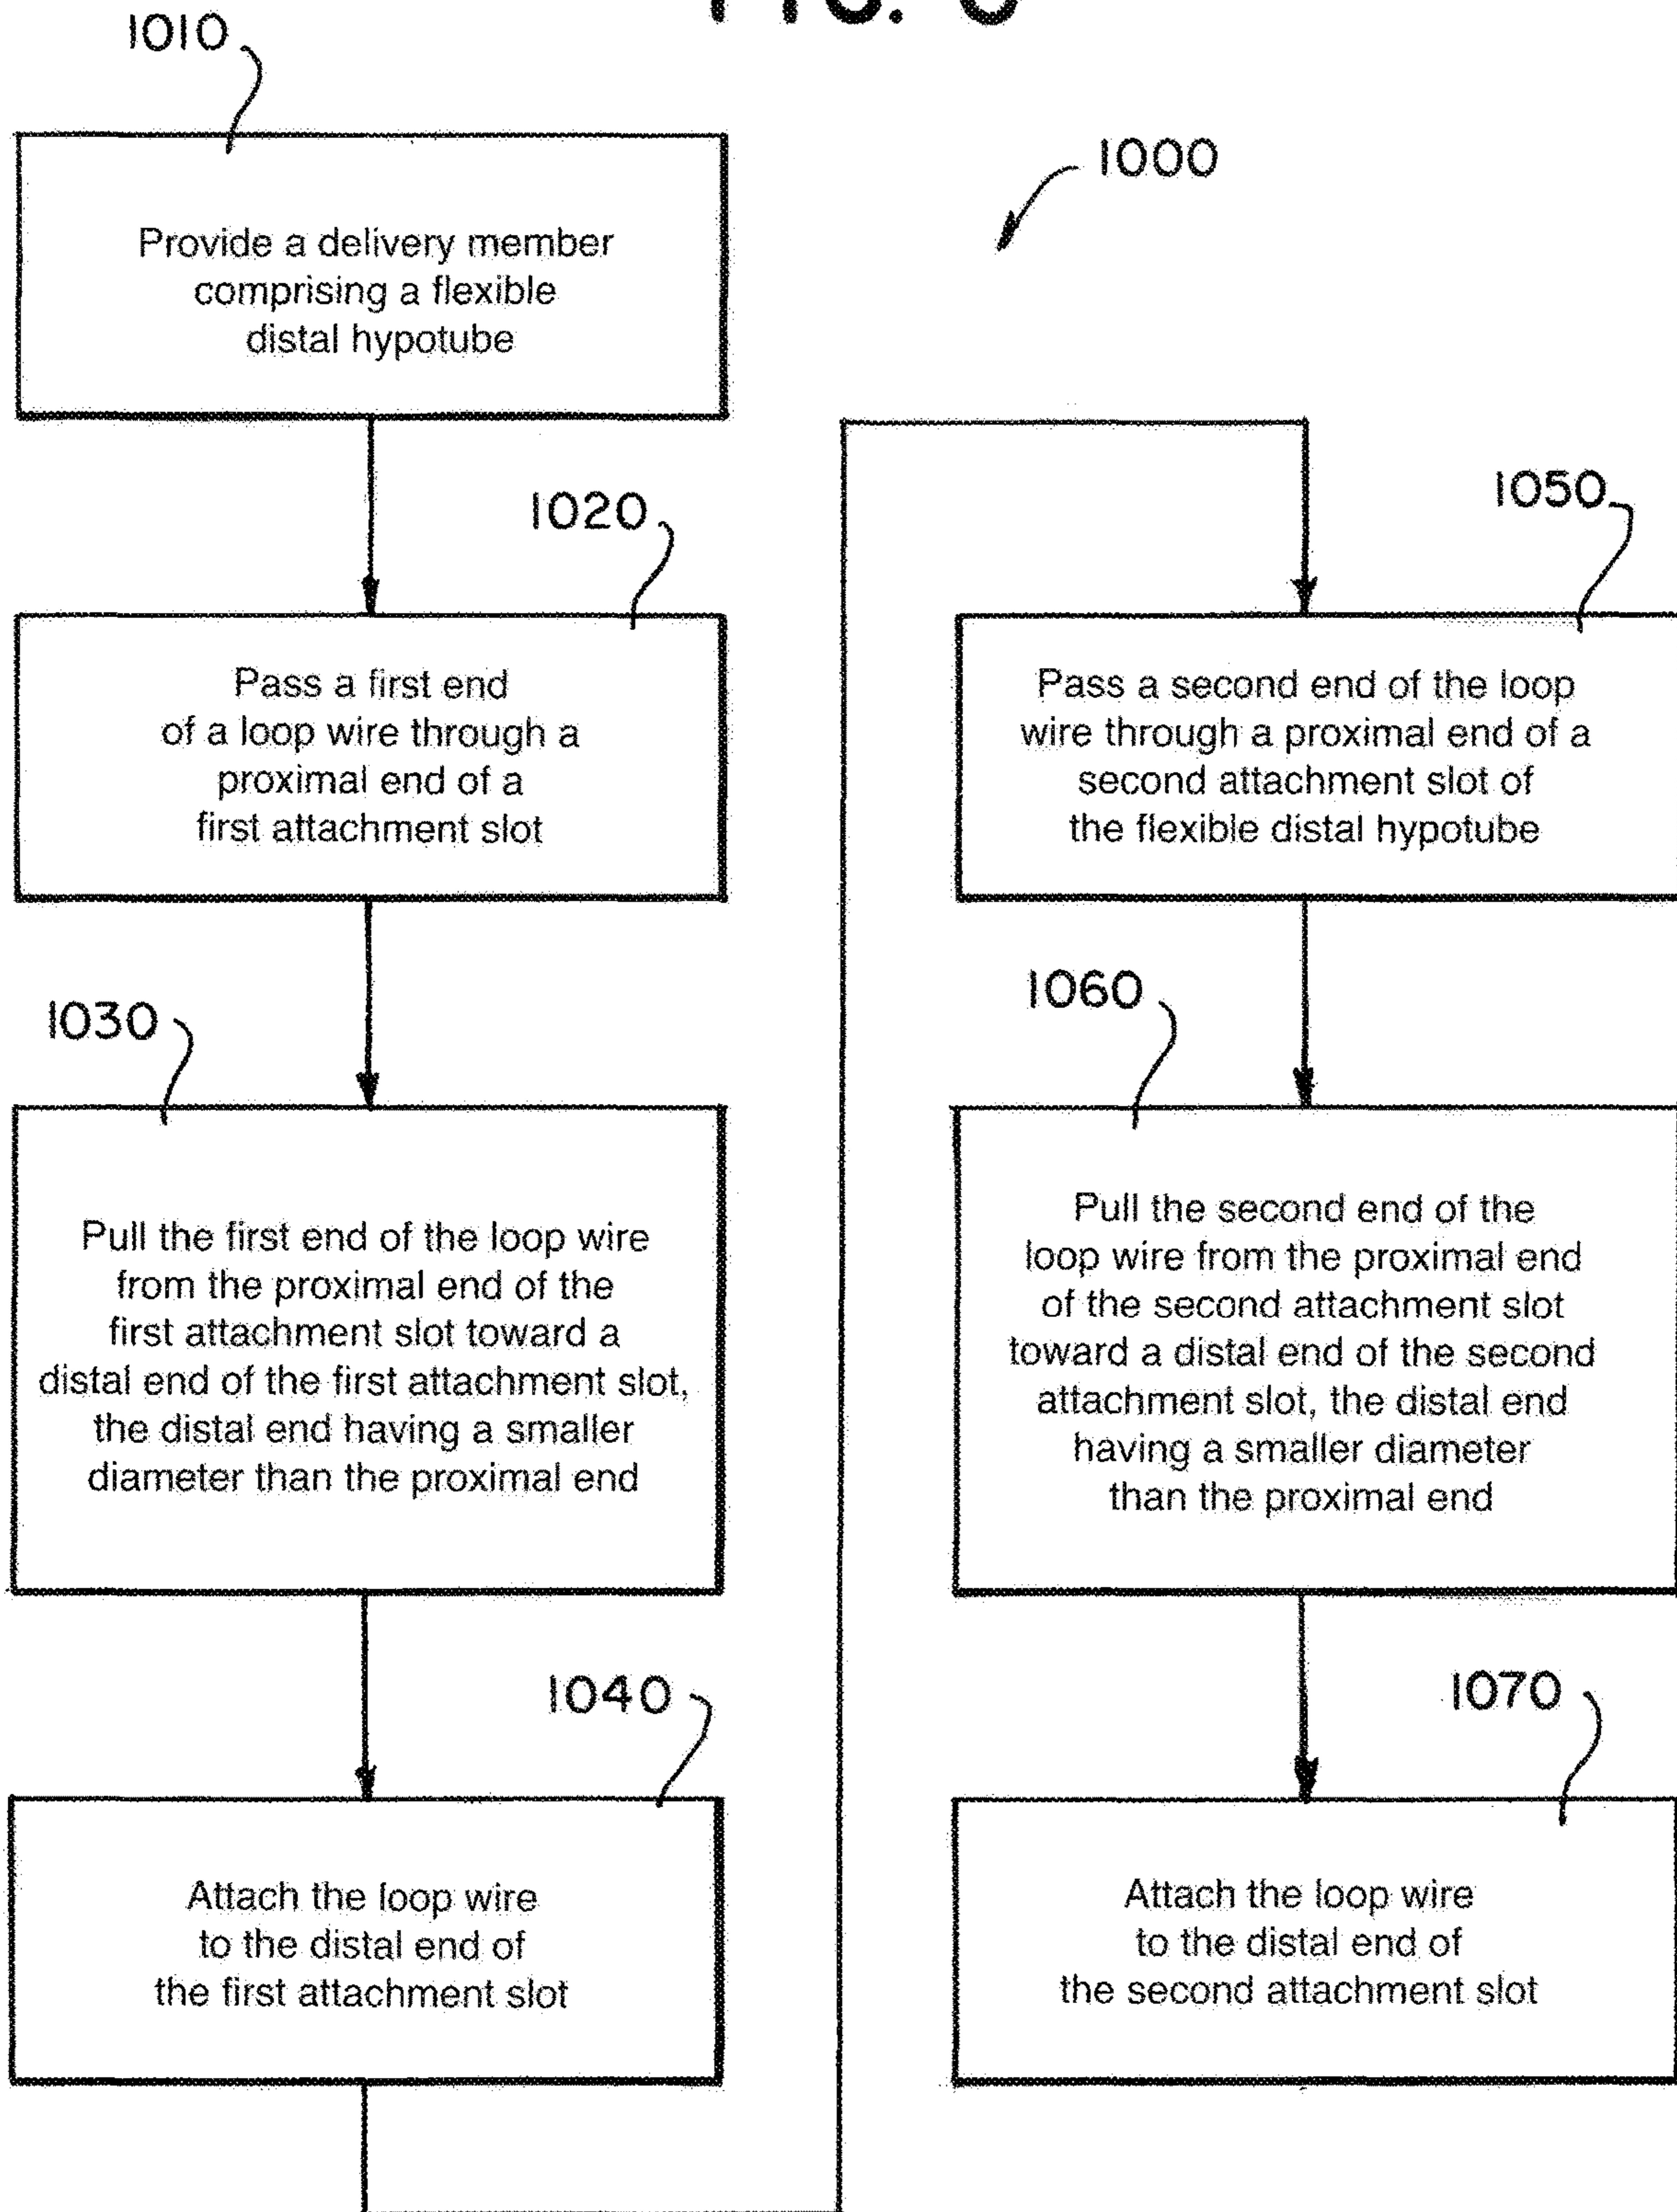 1010
Provide a delivery member
comprising a flexible
distal hypotube
1000
1020
Pass a first end
of a loop wire through a
proximal end of a
first attachment slot
1030
Pull the first end of the loop wire
from the proximal end of the
first attachment slot toward a
distal end of the first attachment slot,
the distal end having a smaller
diameter than the proximal end
1040
Attach the loop wire
to the distal end of
the first attachment slot
1050
Pass a second end of the loop
wire through a proximal end of a
second attachment slot of
the flexible distal hypotube
1060
Pull the second end of the
loop wire from the proximal end
of the second attachment slot
toward a distal end of the second
attachment slot, the distal end
having a smaller diameter
than the proximal end
1070
Attach the loop wire
to the distal end of
the second attachment slot